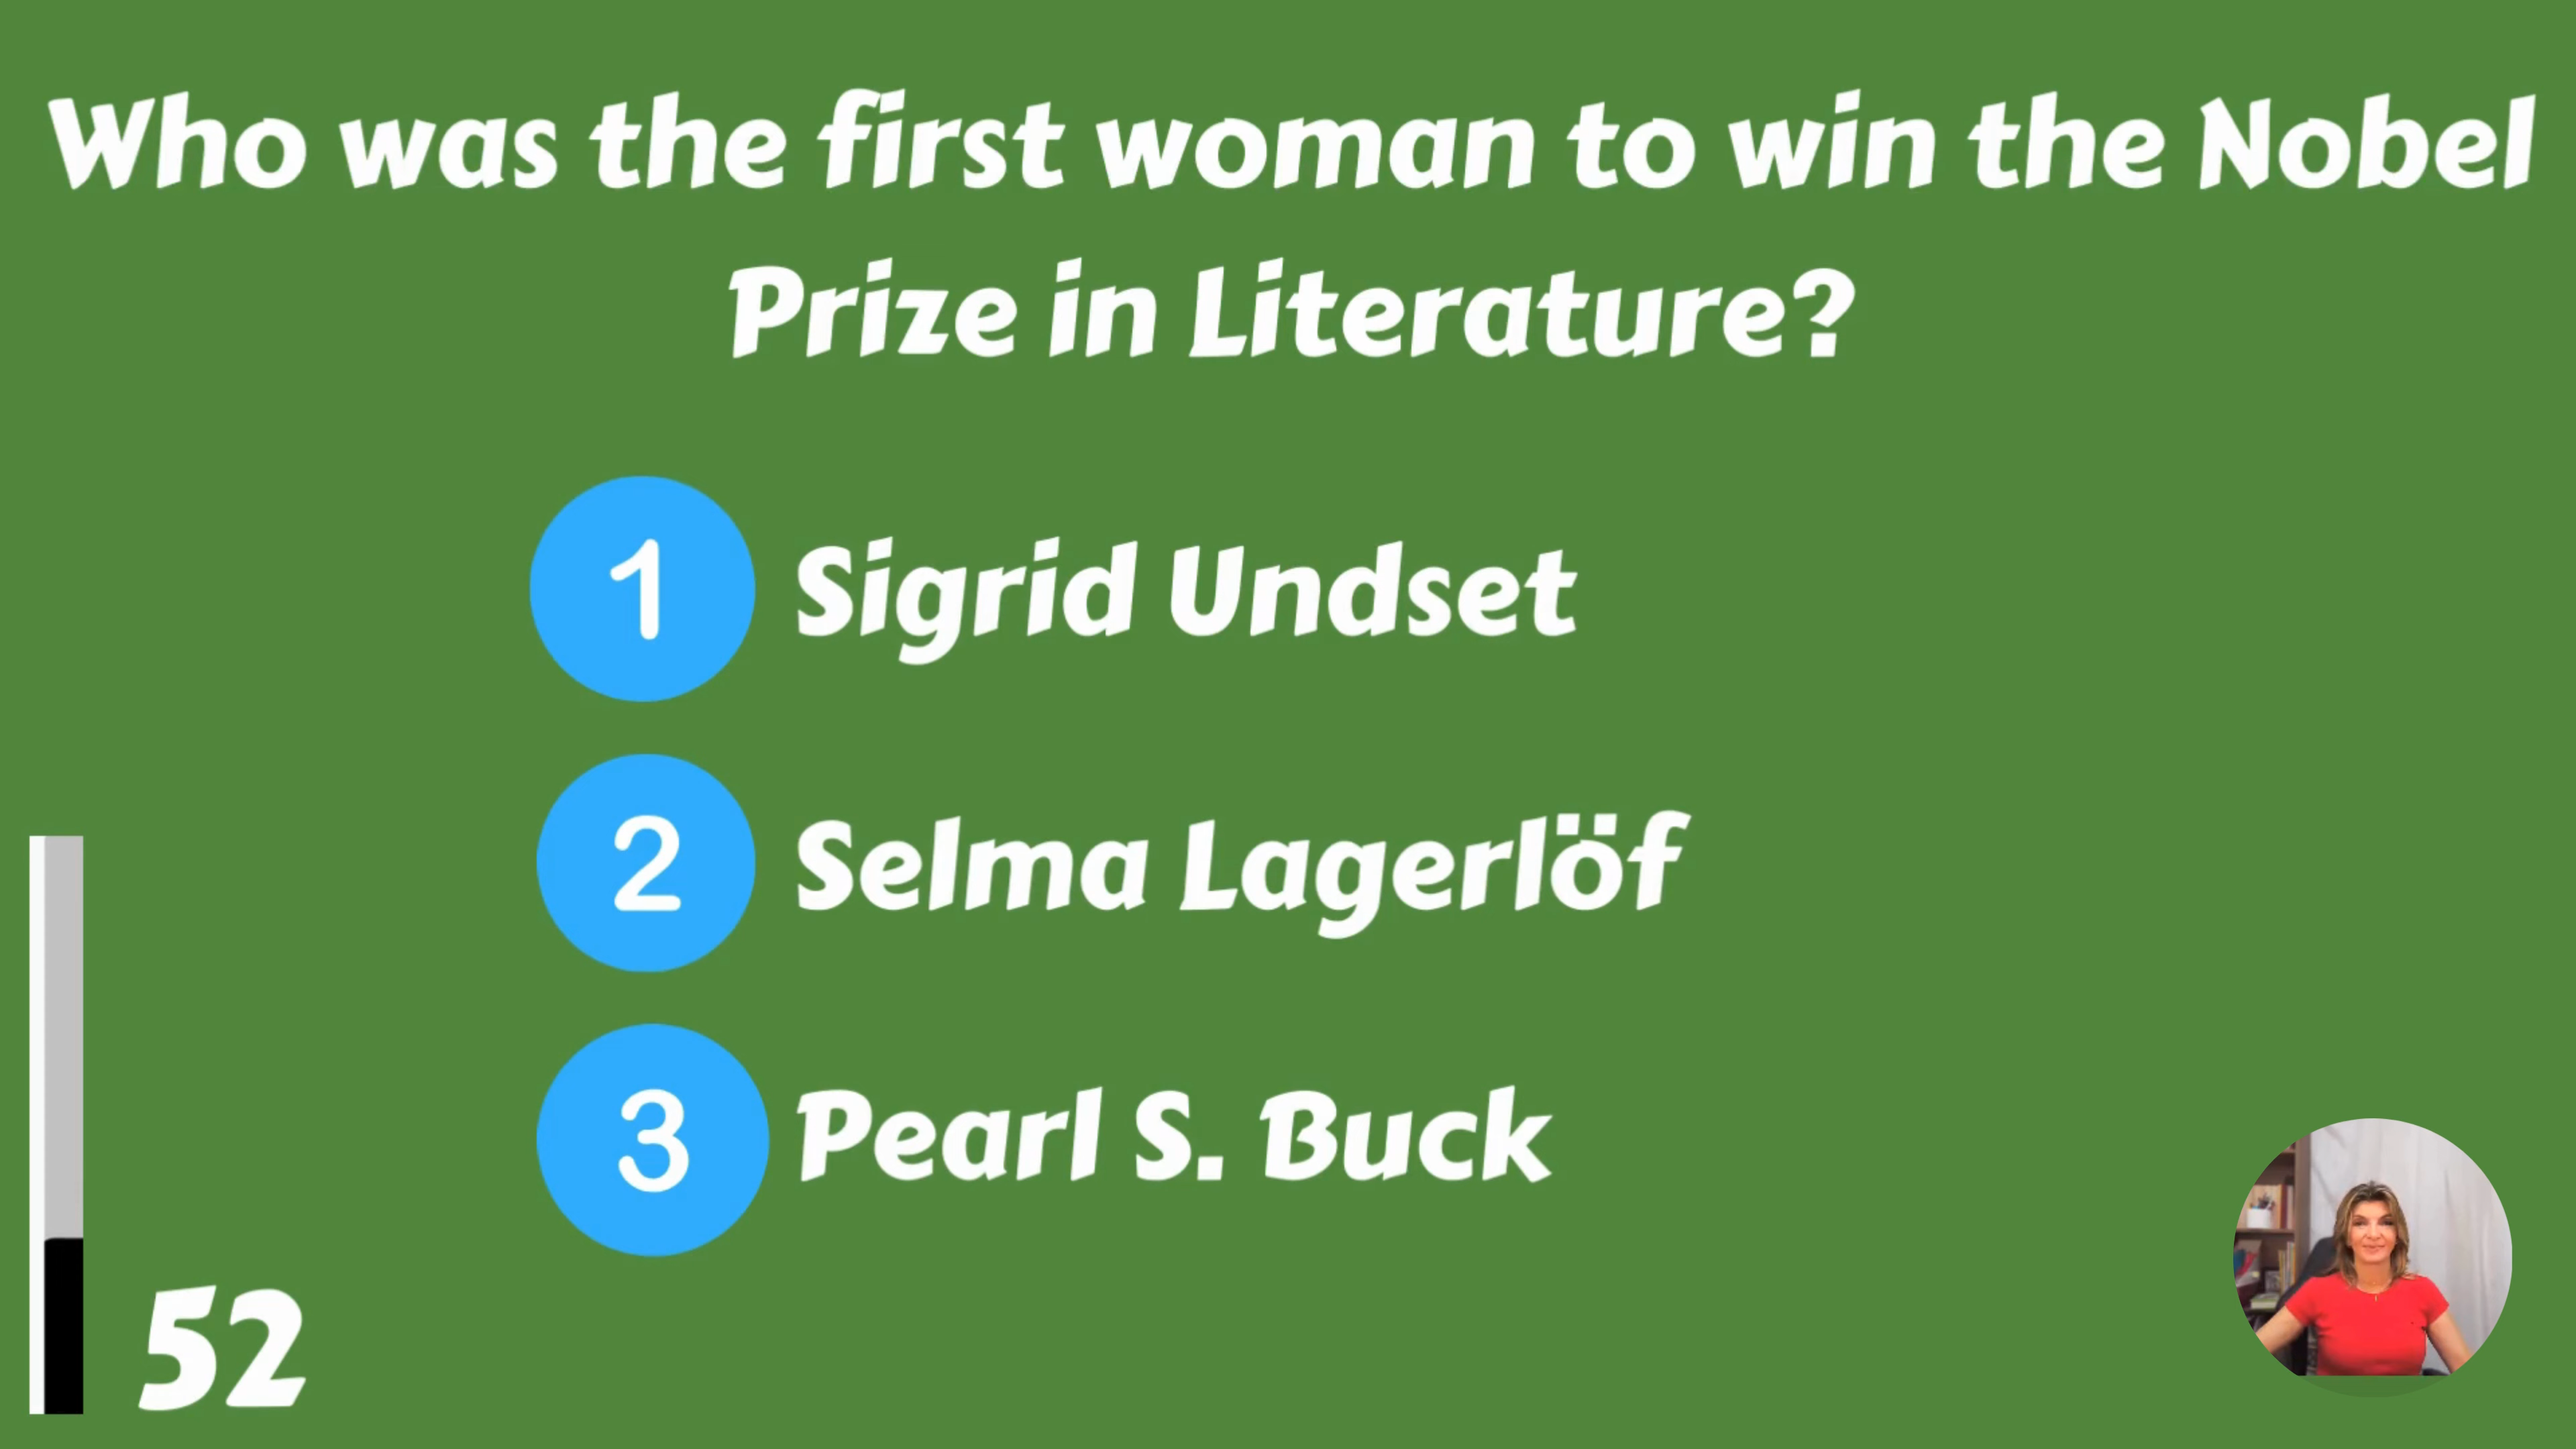 Who was the first woman to win the Nobel
Prize in Literature?
1 Sigrid Undset
2 Selma Lagerlöf
3 Pearl S. Buck
52